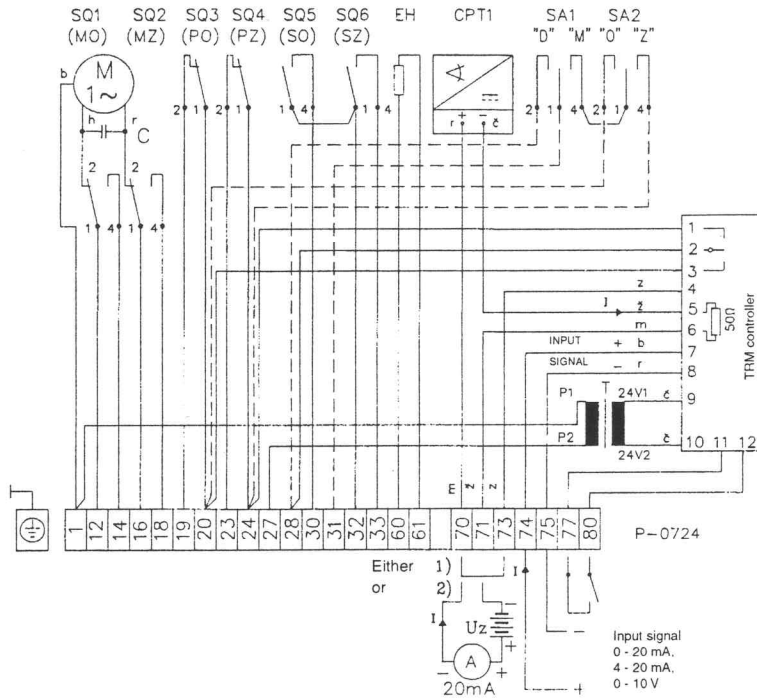 SQ1 SQ2 SQ3 SQ4 SQ5 SQ6 EH CPT1 SA1 SA2
(MO) (MZ) (PO) (PZ) (SO) (SZ) "D" "M" "O" "Z"
b M
1~
h r
C
2 1 2 1 1 4 1 4 r + − č 2 1 4 2 1 4
2 2
1 4 1 4
1
2
3
z 4
I ž 5
m 6
50Ω
INPUT + b 7
SIGNAL − r 8
TRM controller
P1 24V1 č 9
P2 24V2 č
10 11 12
E ž z
1 12 14 16 18 19 20 23 24 27 28 30 31 32 33 60 61 70 71 73 74 75 77 80 P-0724
Either 1) I
or 2)
I Uz − +
− A +
20mA
−
+
Input signal
0 - 20 mA,
4 - 20 mA,
0 - 10 V